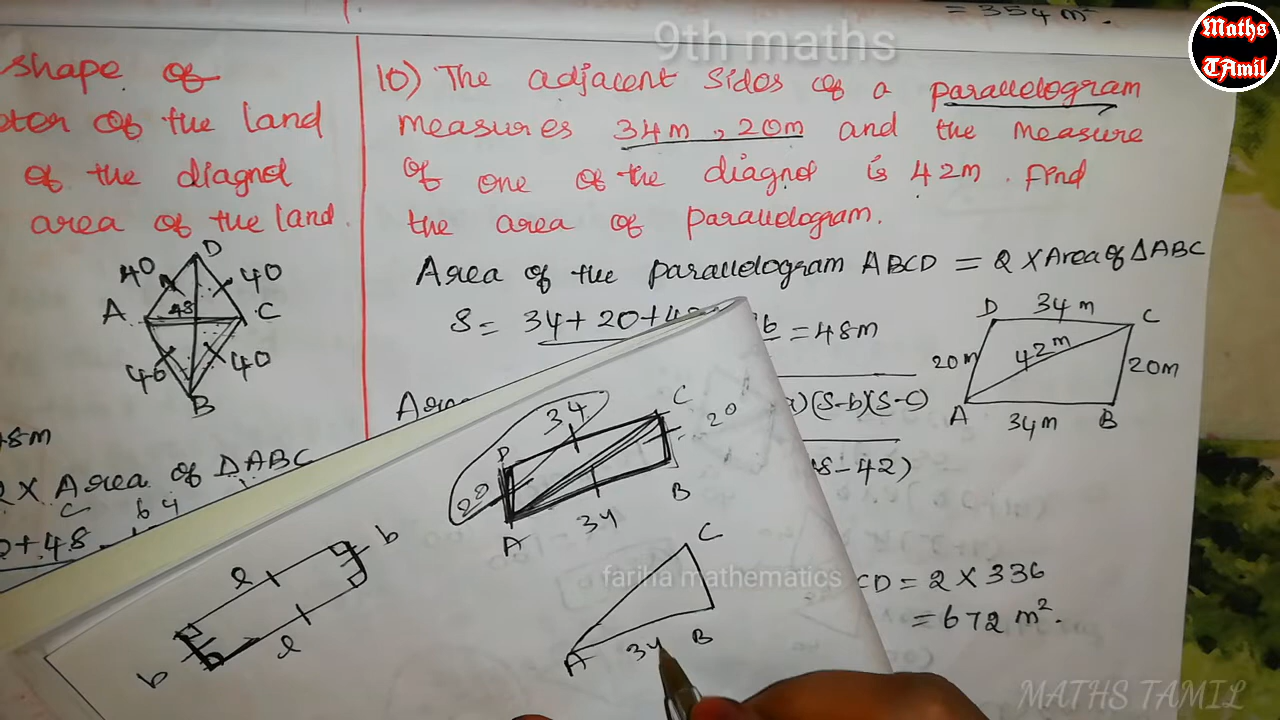 = 354 m².
9th maths
Maths
TAmil
shape of
of the land
of the diagnol
area of the land.
D
40 40
A 48 C
40 40
B
48m
X Area of ΔABC
+48
10) The adjacent sides of a parallelogram
measures 34m, 20m and the measure
of one of the diagnol is 42m. Find
the area of parallelogram.
Area of the parallelogram ABCD = 2 X Area of ΔABC
S = 34+20+42 = 48m
(S-b)(S-c)
-42)
D 34 m C
20m 42m 20m
A 34m B
CD = 2 X 336
= 672 m².
D 34 C
20 20
A 34 B
l b
b l
C
A 34 B
fariha mathematics
MATHS TAMIL